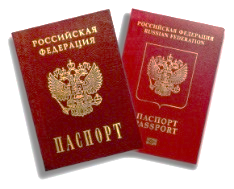 РОССИЙСКАЯ
ФЕДЕРАЦИЯ
ПАСПОРТ
РОССИЙСКАЯ ФЕДЕРАЦИЯ
RUSSIAN FEDERATION
ПАСПОРТ
PASSPORT